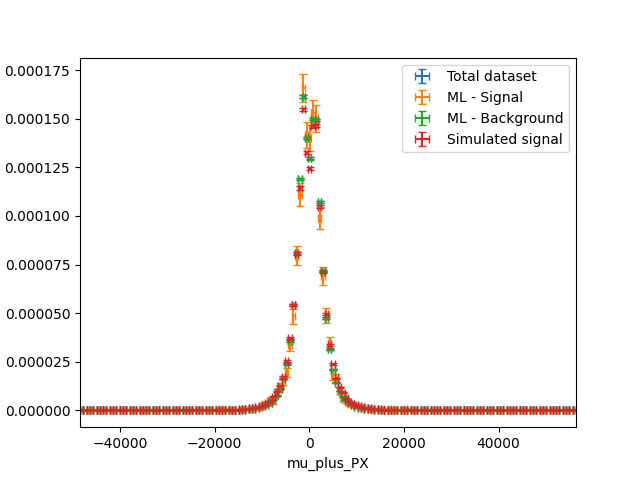 0.000175
0.000150
0.000125
0.000100
0.000075
0.000050
0.000025
0.000000
Total dataset
ML - Signal
ML - Background
Simulated signal
−40000 −20000 0 20000 40000
mu_plus_PX